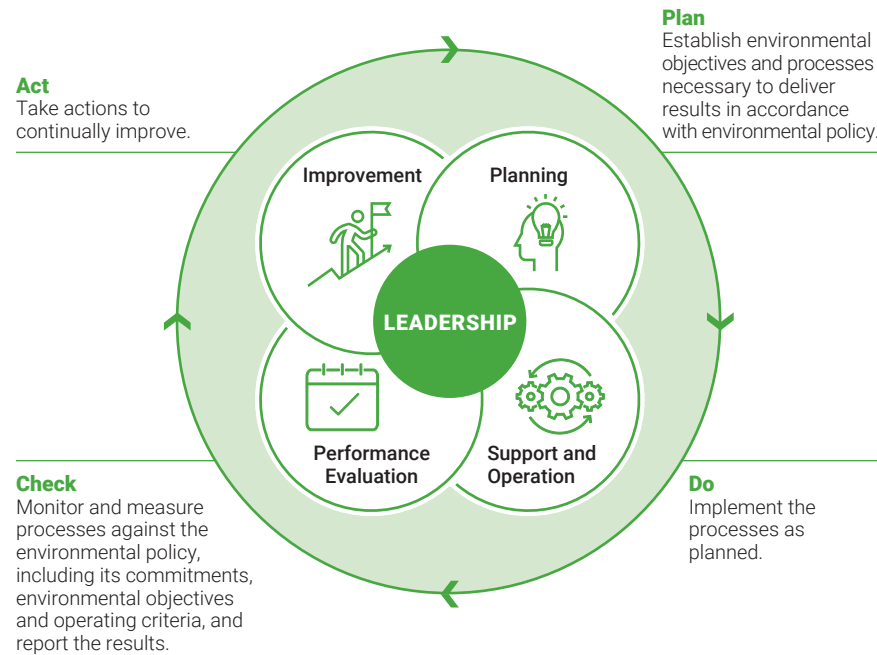 Plan
Establish environmental
objectives and processes
necessary to deliver
results in accordance
with environmental policy.
Act
Take actions to
continually improve.
Improvement
Planning
LEADERSHIP
Performance
Evaluation
Support and
Operation
Check
Monitor and measure
processes against the
environmental policy,
including its commitments,
environmental objectives
and operating criteria, and
report the results.
Do
Implement the
processes as
planned.